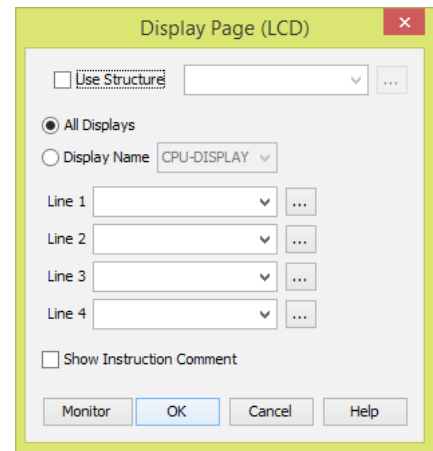 Display Page (LCD)
Use Structure ...
All Displays
Display Name CPU-DISPLAY
Line 1 ...
Line 2 ...
Line 3 ...
Line 4 ...
Show Instruction Comment
Monitor OK Cancel Help